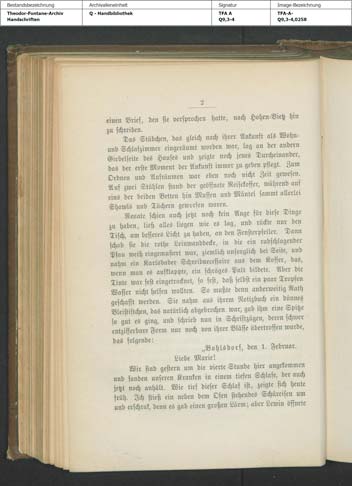 Bestandsbezeichnung
Archivalieneinheit
Signatur
Image-Bezeichnung
Theodor-Fontane-Archiv
Handschriften
Q - Handbibliothek
TFA A
Q9,3-4
TFA-A-
Q9,3-4,0258
2
einen Brief, den sie versprochen hatte, nach Hohen-Vietz hin
zu schreiben.
Das Stübchen, das gleich nach ihrer Ankunft als Wohn-
und Schlafzimmer eingeräumt worden war, lag an der andern
Giebelseite des Hauses und zeigte noch jenes Durcheinander,
das der erste Moment der Ankunft immer zu geben pflegt. Zum
Ordnen und Aufräumen war eben noch nicht Zeit gewesen.
Auf zwei Stühlen stand der geöffnete Reisekoffer, während auf
eins der beiden Betten hin Muffen und Mäntel sammt allerlei
Shawls und Tüchern geworfen waren.
Renate schien auch jetzt noch kein Auge für diese Dinge
zu haben, ließ alles liegen wie es lag, und rückte nur den
Tisch, um besseres Licht zu haben, an den Fensterpfeiler. Dann
schob sie die rothe Leinwanddecke, in die ein radschlagender
Pfau weiß eingemustert war, ziemlich unsanglich bei Seite, und
nahm ein Karlsbader Schreibnecessaire aus dem Koffer, das,
wenn man es aufklappte, ein schräges Pult bildete. Aber die
Tinte war fest eingetrocknet, so fest, daß selbst ein paar Tropfen
Wasser nicht helfen wollten. So mußte denn anderweitig Rath
geschafft werden. Sie nahm aus ihrem Notizbuch ein dünnes
Bleistiftchen, das natürlich abgebrochen war, gab ihm eine Spitze
so gut es ging, und schrieb nun in Schriftzügen, deren schwer
entzifferbare Form nur noch von ihrer Blässe übertroffen wurde,
das folgende:
„Bohlsdorf, den 1. Februar.
Liebe Marie!
Wir sind gestern um die vierte Stunde hier angekommen
und fanden unseren Kranken in einem tiefen Schlafe, der auch
jetzt noch anhält. Wie tief dieser Schlaf ist, zeigte sich heute
früh. Ich stieß ein neben dem Ofen stehendes Schüreisen um
und erschrak, denn es gab einen großen Lärm; aber Lewin öffnete